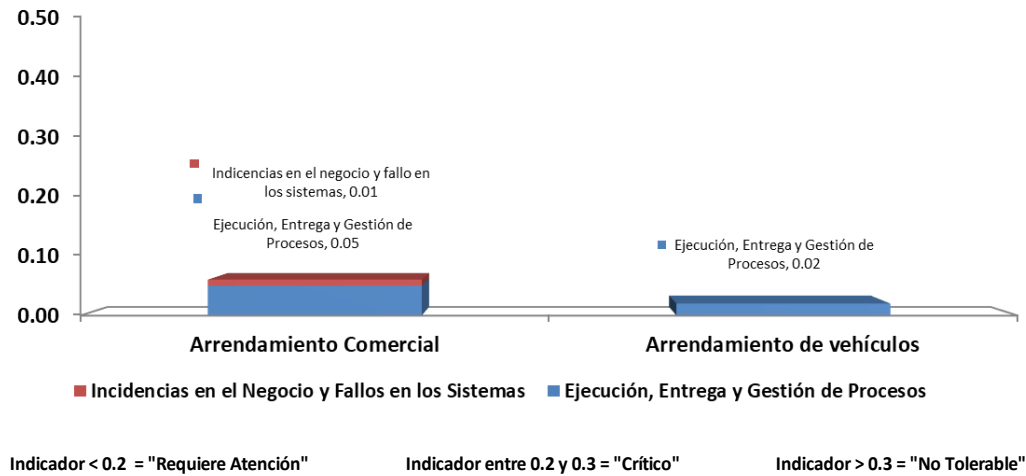 0.50
0.40
0.30
0.20
0.10
0.00
Indicencias en el negocio y fallo en
los sistemas, 0.01
Ejecución, Entrega y Gestión de
Procesos, 0.05
Ejecución, Entrega y Gestión de
Procesos, 0.02
Arrendamiento Comercial
Arrendamiento de vehículos
Incidencias en el Negocio y Fallos en los Sistemas
Ejecución, Entrega y Gestión de Procesos
Indicador < 0.2 = "Requiere Atención"
Indicador entre 0.2 y 0.3 = "Crítico"
Indicador > 0.3 = "No Tolerable"